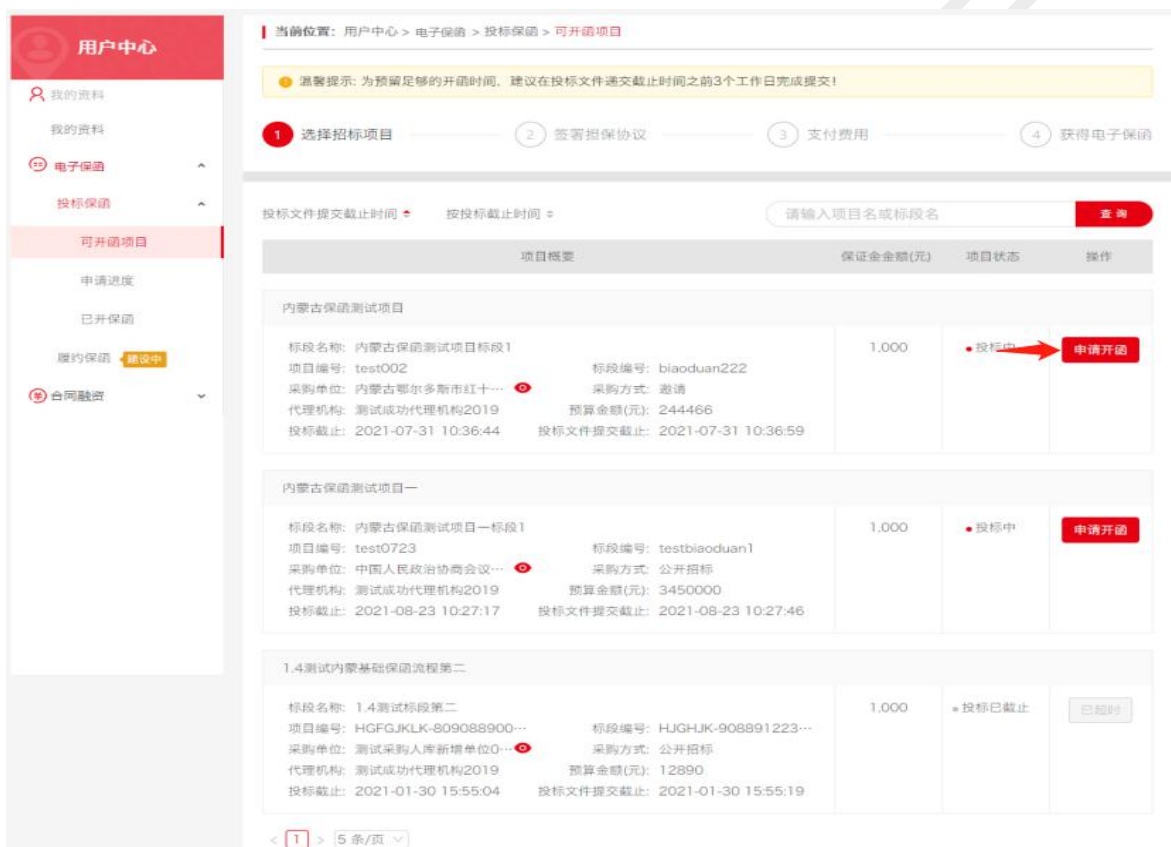 用户中心
我的资料
我的资料
电子保函
投标保函
可开函项目
申请进度
已开保函
履约保函 建设中
合同融资
当前位置: 用户中心 > 电子保函 > 投标保函 > 可开函项目
温馨提示: 为预留足够的开函时间, 建议在投标文件递交截止时间之前3个工作日完成提交!
1 选择招标项目 2 签署担保协议 3 支付费用 4 获得电子保函
投标文件提交截止时间 按投标截止时间 请输入项目名或标段名 查询
项目概要 保证金金额(元) 项目状态 操作
内蒙古保函测试项目
标段名称: 内蒙古保函测试项目标段1 1,000 投标中 申请开函
项目编号: test002 标段编号: biaoduan222
采购单位: 内蒙古鄂尔多斯市红十… 采购方式: 邀请
代理机构: 测试成功代理机构2019 预算金额(元): 244466
投标截止: 2021-07-31 10:36:44 投标文件提交截止: 2021-07-31 10:36:59
内蒙古保函测试项目一
标段名称: 内蒙古保函测试项目一标段1 1,000 投标中 申请开函
项目编号: test0723 标段编号: testbiaoduan1
采购单位: 中国人民政治协商会议… 采购方式: 公开招标
代理机构: 测试成功代理机构2019 预算金额(元): 3450000
投标截止: 2021-08-23 10:27:17 投标文件提交截止: 2021-08-23 10:27:46
1.4测试内蒙基础保函流程第二
标段名称: 1.4测试标段第二 1,000 投标已截止 已超时
项目编号: HGFGJKLK-809088900… 标段编号: HJGHJK-908891223…
采购单位: 测试采购人库新增单位0… 采购方式: 公开招标
代理机构: 测试成功代理机构2019 预算金额(元): 12890
投标截止: 2021-01-30 15:55:04 投标文件提交截止: 2021-01-30 15:55:19
< 1 > 5 条/页